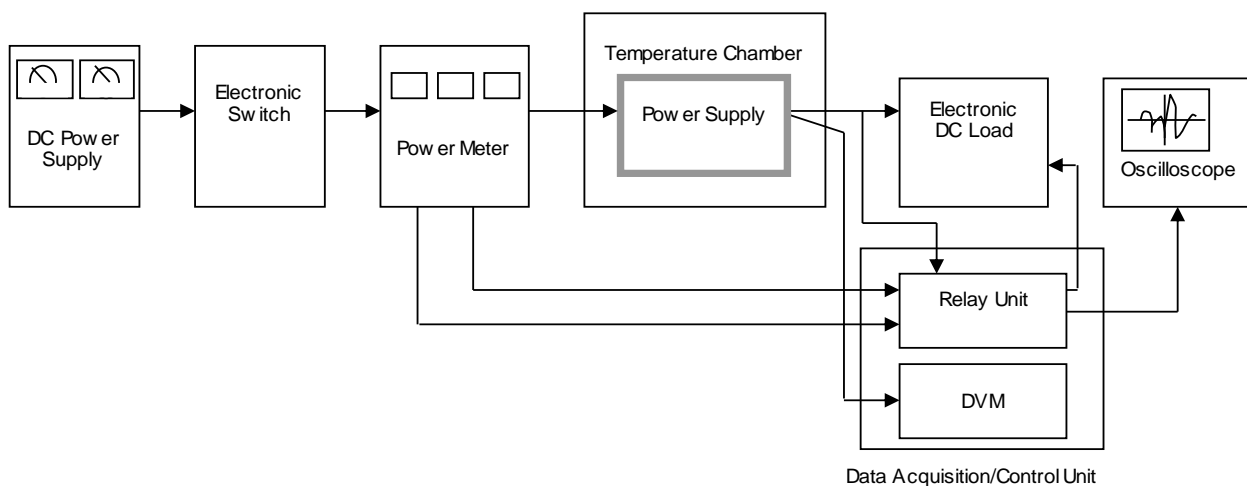 DC Power
Supply
Electronic
Switch
Power Meter
Temperature Chamber
Power Supply
Electronic
DC Load
Oscilloscope
Relay Unit
DVM
Data Acquisition/Control Unit